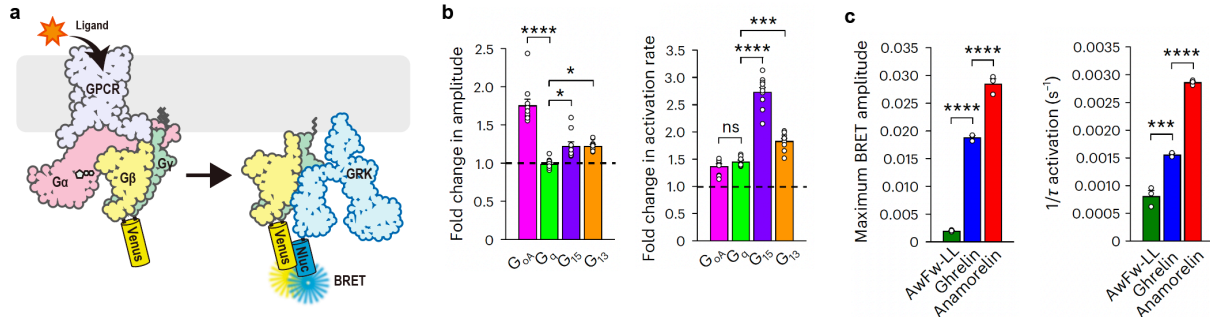 a
Ligand
GPCR
Gα
Gβ
Gγ
Venus
GRK
Venus
Nluc
BRET
b
Fold change in amplitude
2.5
2.0
1.5
1.0
0.5
0
****
*
*
GoA
Gq
G15
G13
Fold change in activation rate
3.5
3.0
2.5
2.0
1.5
1.0
0.5
0
ns
****
***
GoA
Gq
G15
G13
c
Maximum BRET amplitude
0.035
0.030
0.025
0.020
0.015
0.010
0.005
0
****
****
AwFw-LL
Ghrelin
Anamorelin
1/τ activation (s⁻¹)
0.0035
0.0030
0.0025
0.0020
0.0015
0.0010
0.0005
0
***
****
AwFw-LL
Ghrelin
Anamorelin